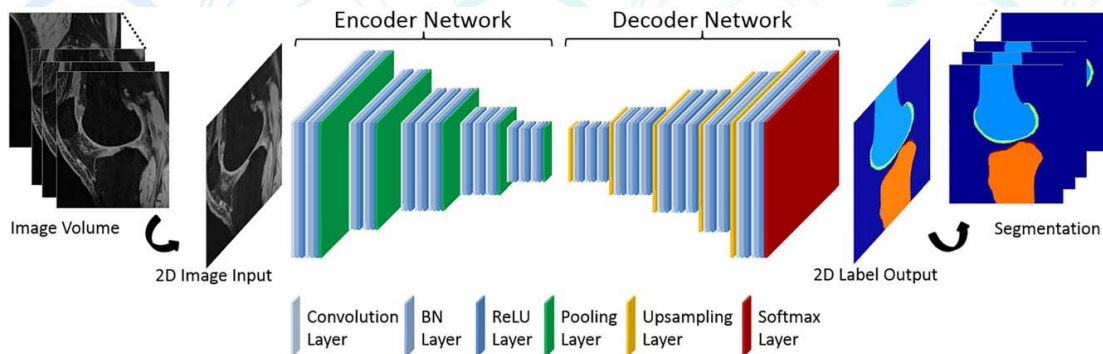 Encoder Network
Decoder Network
Image Volume
2D Image Input
2D Label Output
Segmentation
Convolution Layer
BN Layer
ReLU Layer
Pooling Layer
Upsampling Layer
Softmax Layer